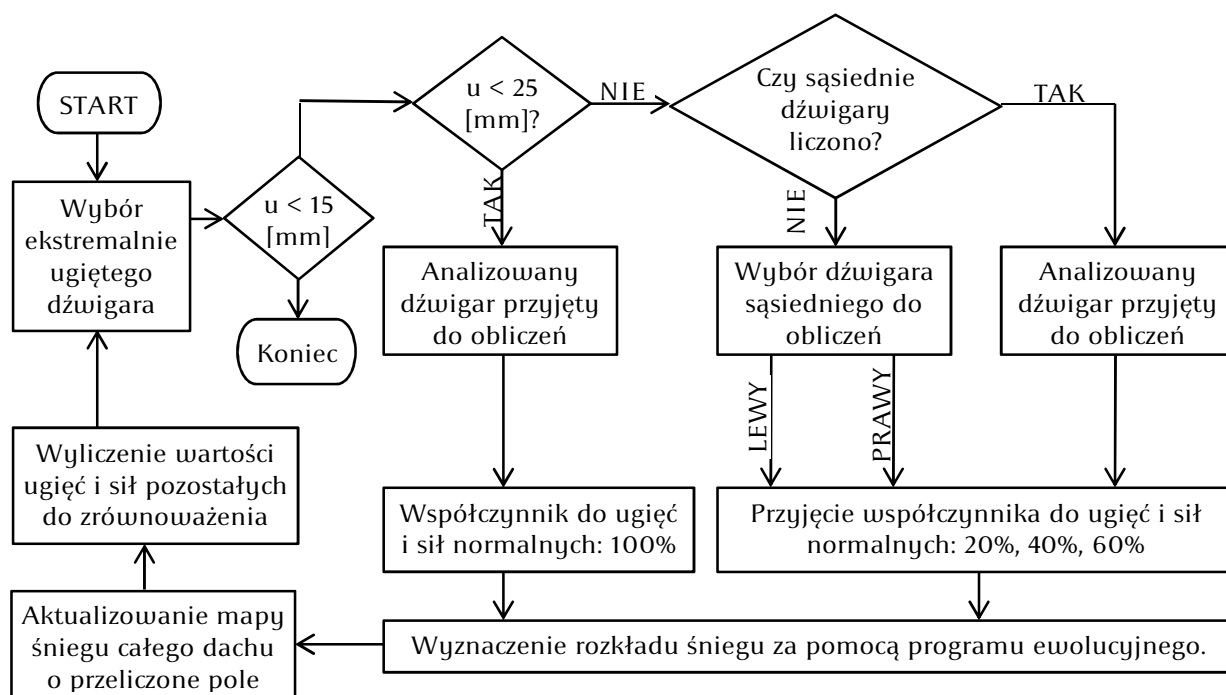 START
Wybór
ekstremalnie
ugiętego
dźwigara
u < 15
[mm]
Koniec
u < 25
[mm]?
NIE
TAK
Czy sąsiednie
dźwigary
liczono?
TAK
NIE
Analizowany
dźwigar przyjęty
do obliczeń
Wybór dźwigara
sąsiedniego do
obliczeń
Analizowany
dźwigar przyjęty
do obliczeń
LEWY
PRAWY
Współczynnik do ugięć
i sił normalnych: 100%
Przyjęcie współczynnika do ugięć i sił
normalnych: 20%, 40%, 60%
Wyznaczenie rozkładu śniegu za pomocą programu ewolucyjnego.
Aktualizowanie mapy
śniegu całego dachu
o przeliczone pole
Wyliczenie wartości
ugięć i sił pozostałych
do zrównoważenia